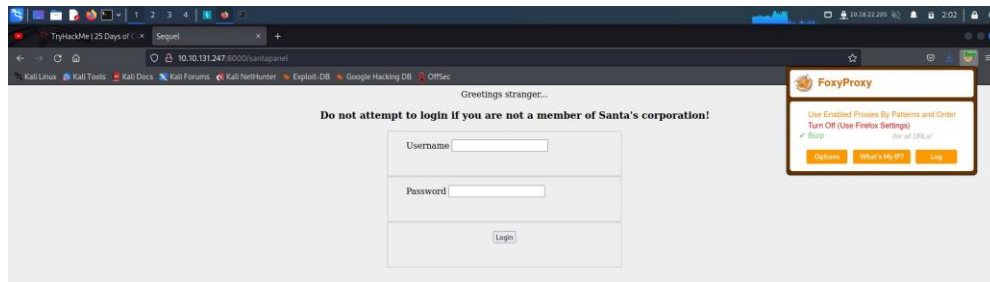 1 2 3 4
10.18.22.205
2:02
TryHackMe | 25 Days of C
Sequel
10.10.131.247:8000/santapanel
Kali Linux
Kali Tools
Kali Docs
Kali Forums
Kali NetHunter
Exploit-DB
Google Hacking DB
OffSec
Greetings stranger...
Do not attempt to login if you are not a member of Santa's corporation!
Username
Password
Login
FoxyProxy
Use Enabled Proxies By Patterns and Order
Turn Off (Use Firefox Settings)
✓ Burp (for all URLs)
Options
What's My IP?
Log